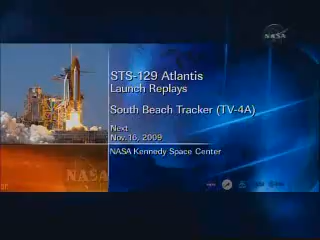 NASA
STS-129 Atlantis
Launch Replays
South Beach Tracker (TV-4A)
Next
Nov. 16, 2009
NASA
NASA Kennedy Space Center